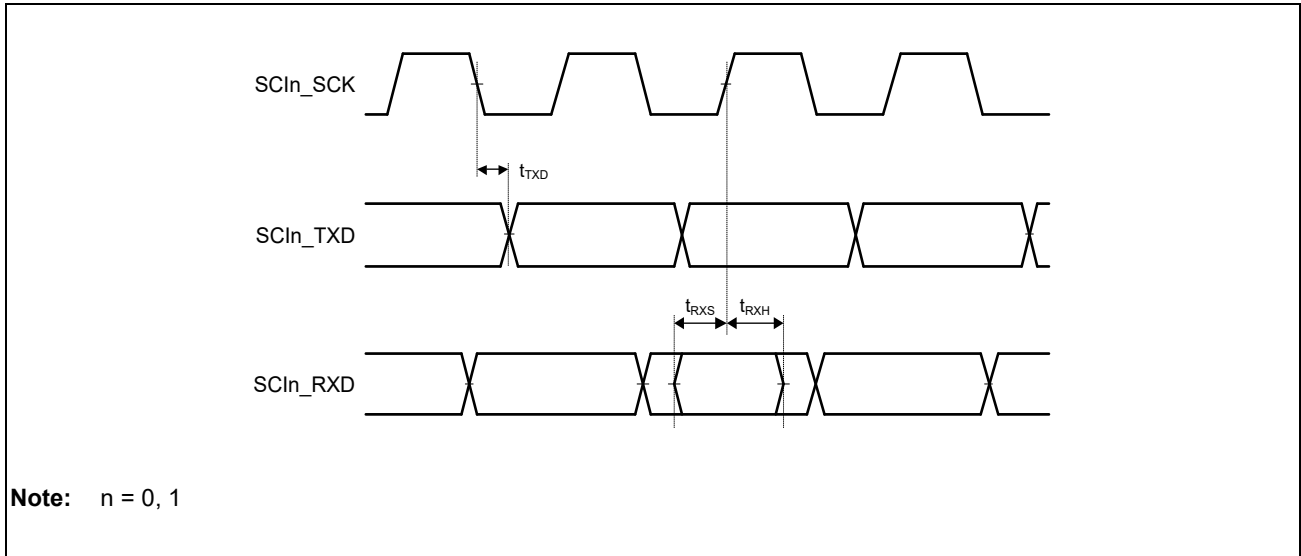 SCIn_SCK
tTXD
SCIn_TXD
tRXS
tRXH
SCIn_RXD
Note: n = 0, 1